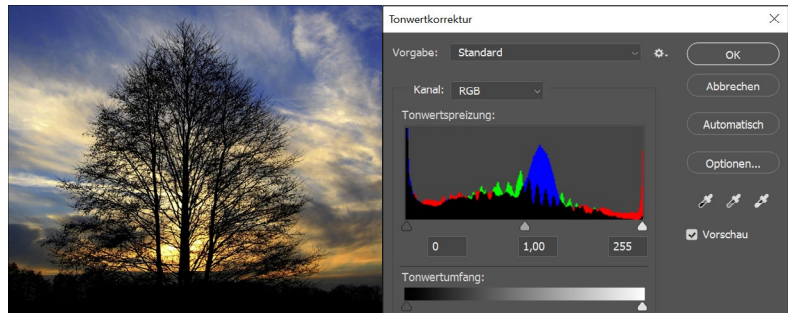 Tonwertkorrektur
Vorgabe: Standard
OK
Kanal: RGB
Abbrechen
Tonwertspreizung:
Automatisch
Optionen...
Vorschau
0 1,00 255
Tonwertumfang: